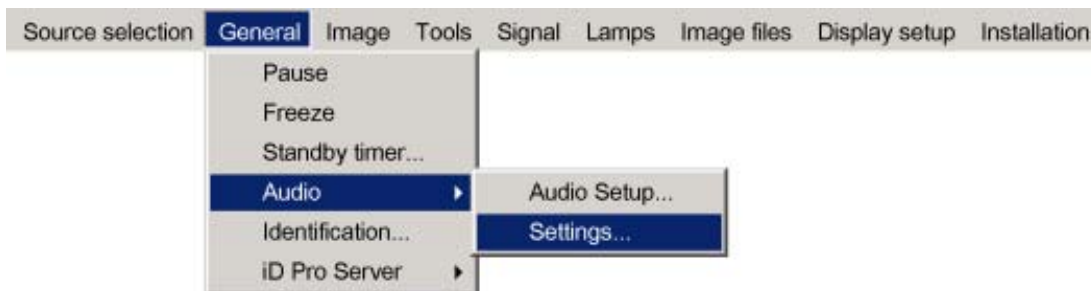 Source selection General Image Tools Signal Lamps Image files Display setup Installation
Pause
Freeze
Standby timer...
Audio
Audio Setup...
Identification...
Settings...
iD Pro Server